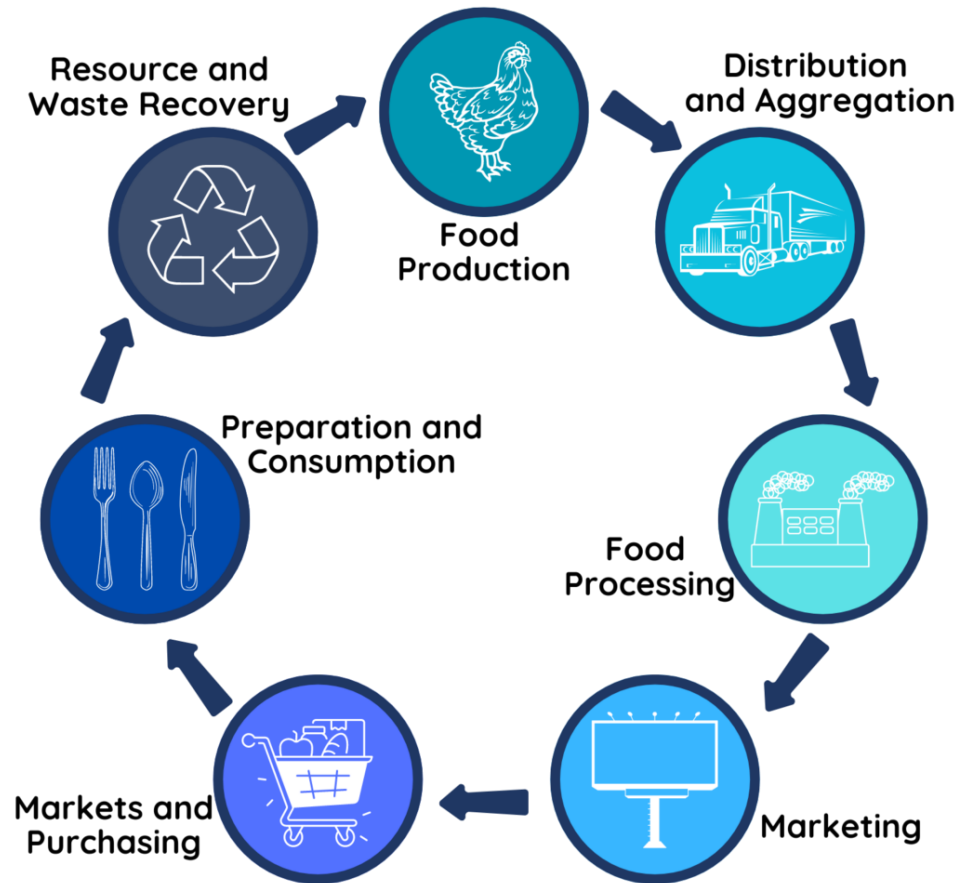 Resource and
Waste Recovery
Food
Production
Distribution
and Aggregation
Preparation and
Consumption
Food
Processing
Markets and
Purchasing
Marketing